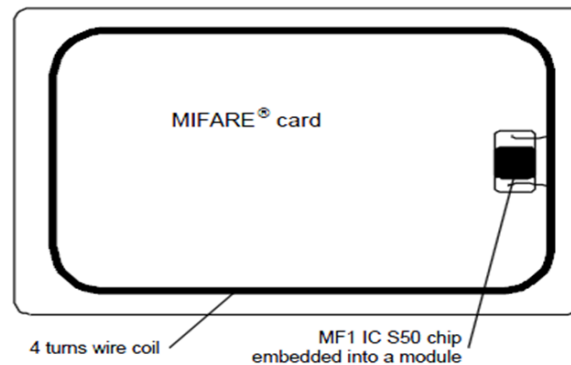 MIFARE® card
4 turns wire coil
MF1 IC S50 chip
embedded into a module